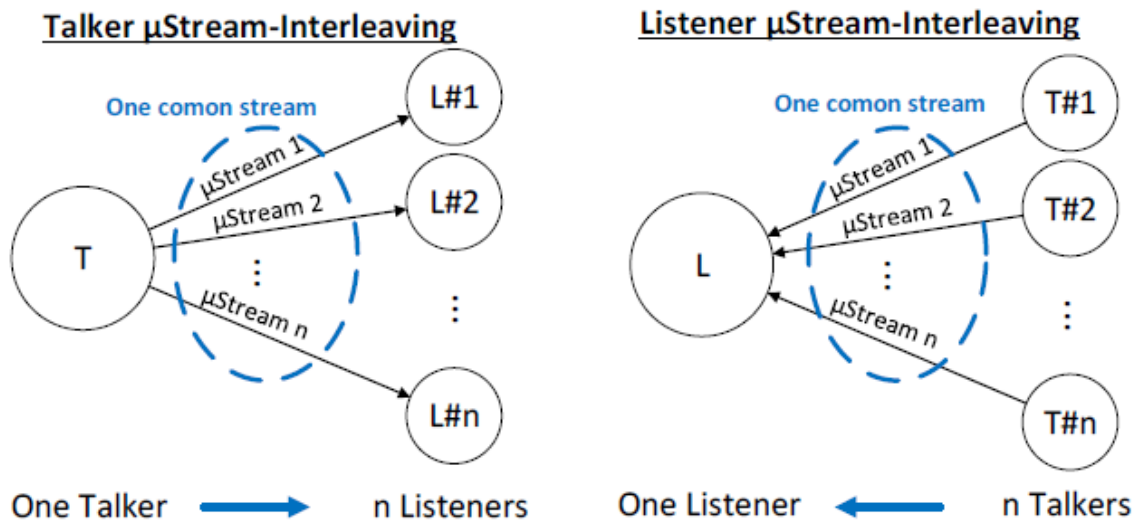 Talker µStream-Interleaving
One comon stream
L#1
µStream 1
L#2
µStream 2
T
...
µStream n
...
L#n
One Talker
n Listeners
Listener µStream-Interleaving
One comon stream
T#1
µStream 1
T#2
µStream 2
L
...
µStream n
...
T#n
One Listener
n Talkers